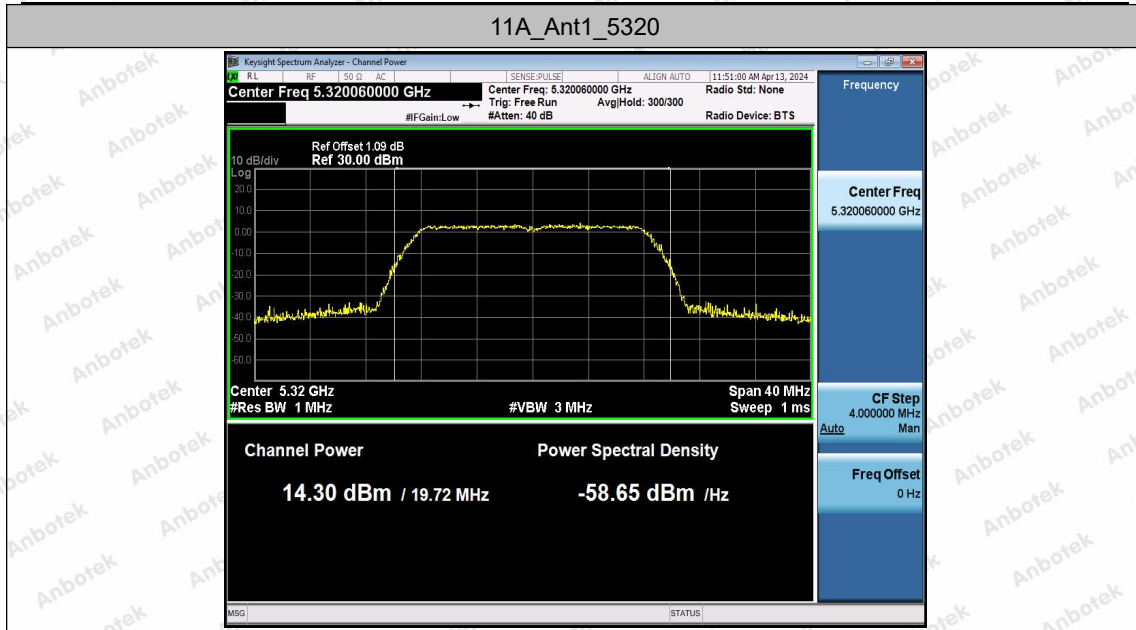 11A_Ant1_5320
Keysight Spectrum Analyzer - Channel Power
RL RF 50 Ω AC SENSE:PULSE ALIGN AUTO 11:51:00 AM Apr 13, 2024
Center Freq 5.320060000 GHz
Center Freq: 5.320060000 GHz Radio Std: None
Trig: Free Run Avg|Hold: 300/300
#IFGain:Low #Atten: 40 dB Radio Device: BTS
Frequency
Ref Offset 1.09 dB
10 dB/div Ref 30.00 dBm
Log
20.0
10.0
0.00
-10.0
-20.0
-30.0
-40.0
-50.0
-60.0
Center 5.32 GHz Span 40 MHz
#Res BW 1 MHz #VBW 3 MHz Sweep 1 ms
Center Freq
5.320060000 GHz
CF Step
4.000000 MHz
Auto Man
Freq Offset
0 Hz
Channel Power Power Spectral Density
14.30 dBm / 19.72 MHz -58.65 dBm /Hz
MSG STATUS
Anbotek